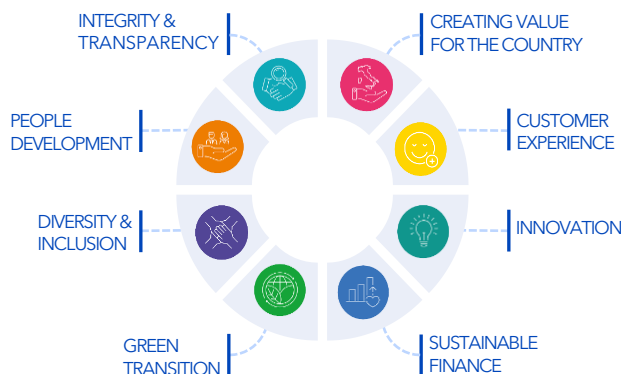 INTEGRITY &
TRANSPARENCY
CREATING VALUE
FOR THE COUNTRY
PEOPLE
DEVELOPMENT
CUSTOMER
EXPERIENCE
DIVERSITY &
INCLUSION
INNOVATION
GREEN
TRANSITION
SUSTAINABLE
FINANCE